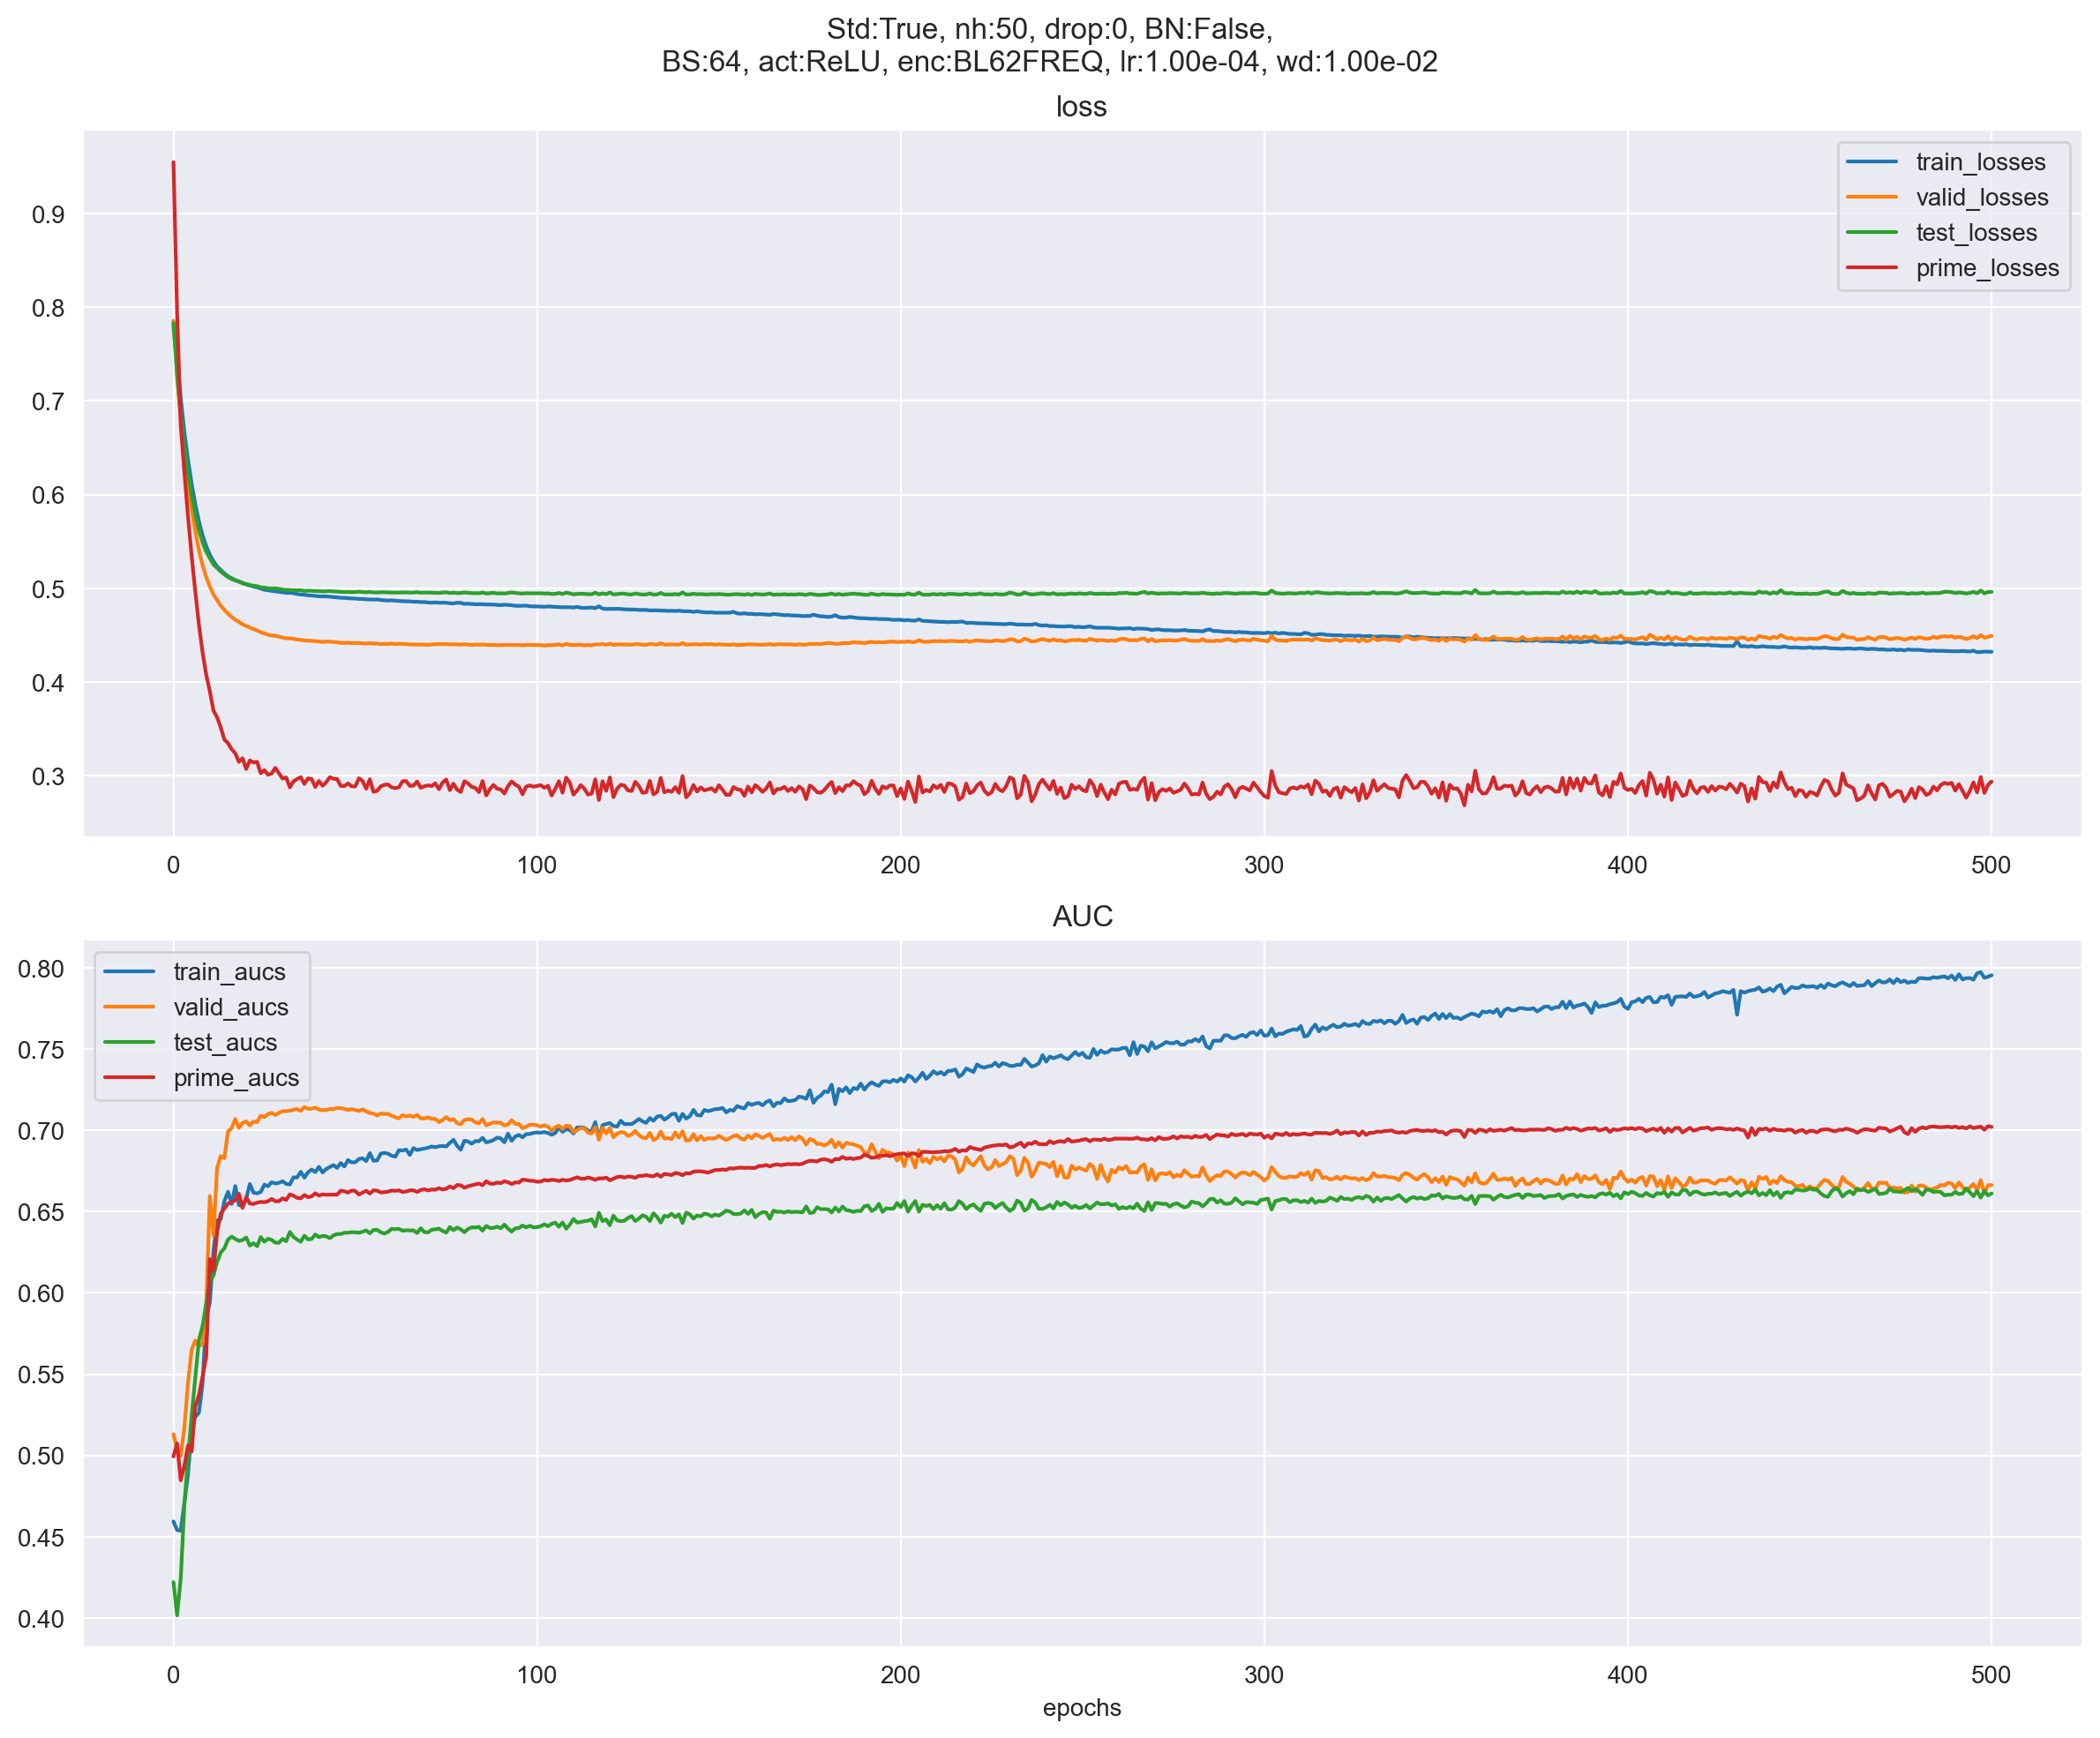 Std:True, nh:50, drop:0, BN:False,
BS:64, act:ReLU, enc:BL62FREQ, lr:1.00e-04, wd:1.00e-02
loss
train_losses
valid_losses
test_losses
prime_losses
0.9
0.8
0.7
0.6
0.5
0.4
0.3
0 100 200 300 400 500
AUC
train_aucs
valid_aucs
test_aucs
prime_aucs
0.80
0.75
0.70
0.65
0.60
0.55
0.50
0.45
0.40
0 100 200 300 400 500
epochs